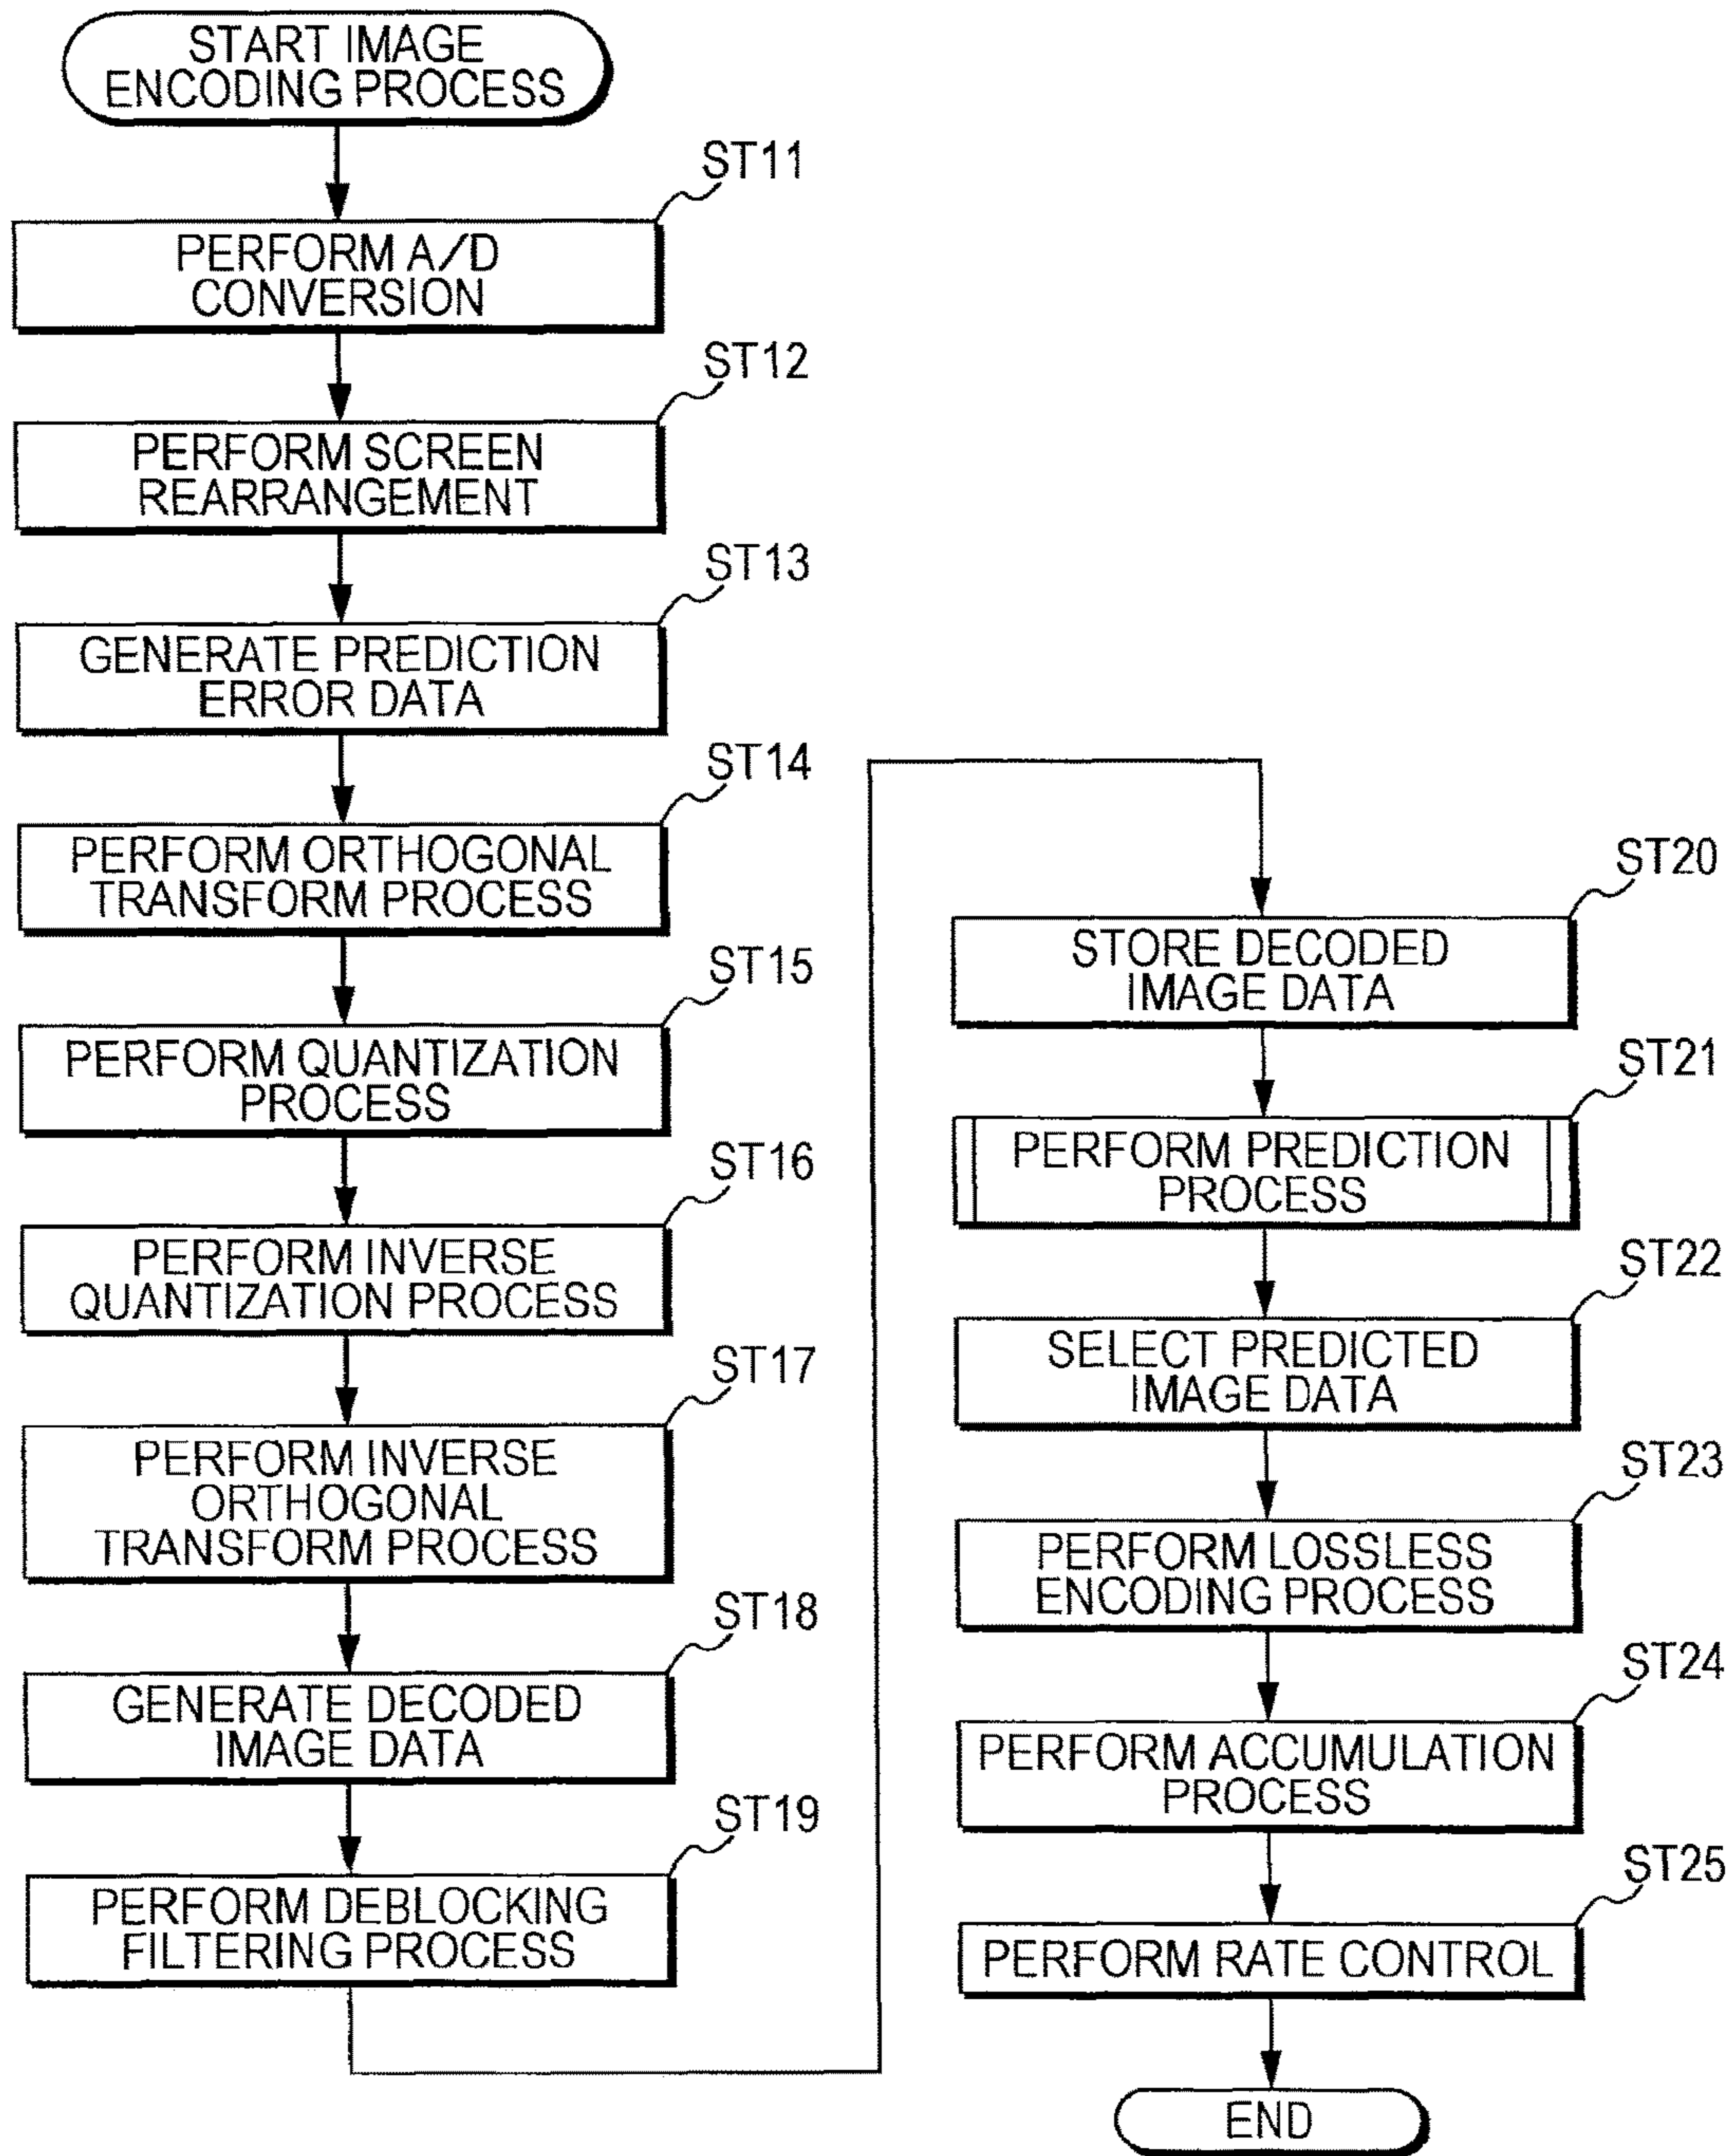 START IMAGE
ENCODING PROCESS
ST11
PERFORM A/D
CONVERSION
ST12
PERFORM SCREEN
REARRANGEMENT
ST13
GENERATE PREDICTION
ERROR DATA
ST14
PERFORM ORTHOGONAL
TRANSFORM PROCESS
ST15
PERFORM QUANTIZATION
PROCESS
ST16
PERFORM INVERSE
QUANTIZATION PROCESS
ST17
PERFORM INVERSE
ORTHOGONAL
TRANSFORM PROCESS
ST18
GENERATE DECODED
IMAGE DATA
ST19
PERFORM DEBLOCKING
FILTERING PROCESS
ST20
STORE DECODED
IMAGE DATA
ST21
PERFORM PREDICTION
PROCESS
ST22
SELECT PREDICTED
IMAGE DATA
ST23
PERFORM LOSSLESS
ENCODING PROCESS
ST24
PERFORM ACCUMULATION
PROCESS
ST25
PERFORM RATE CONTROL
END